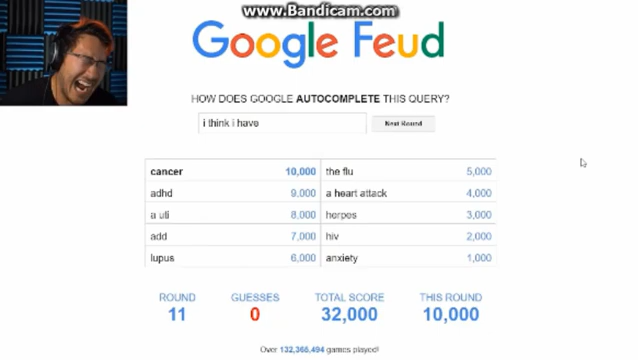 www.Bandicam.com
Google Feud
HOW DOES GOOGLE AUTOCOMPLETE THIS QUERY?
i think i have
Next Round
cancer 10,000 the flu 5,000
adhd 9,000 a heart attack 4,000
a uti 8,000 herpes 3,000
add 7,000 hiv 2,000
lupus 6,000 anxiety 1,000
ROUND GUESSES TOTAL SCORE THIS ROUND
11 0 32,000 10,000
Over 132,365,494 games played!